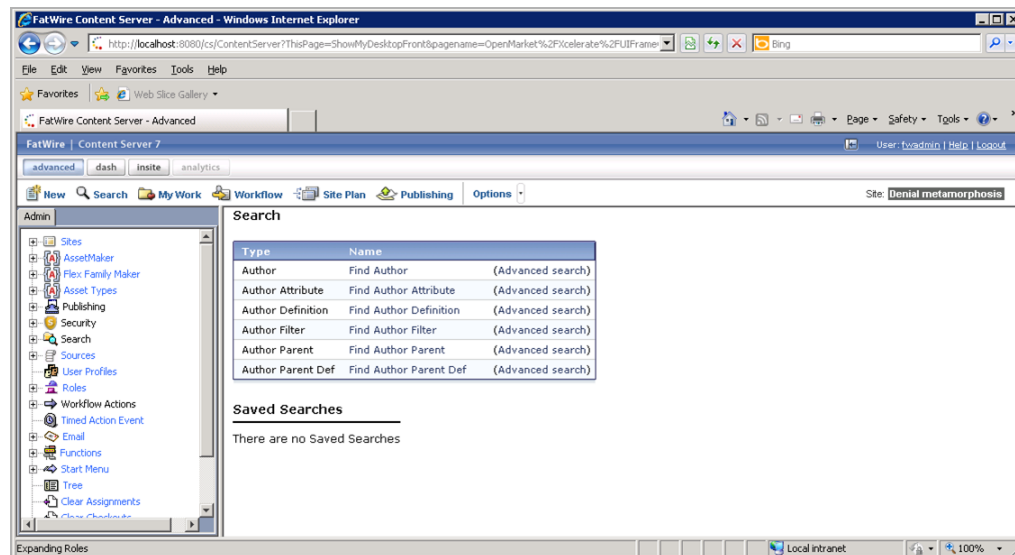 FatWire Content Server - Advanced - Windows Internet Explorer
http://localhost:8080/cs/ContentServer?ThisPage=ShowMyDesktopFront&pagename=OpenMarket%2FXcelerate%2FUIFrame
Bing
File Edit View Favorites Tools Help
Favorites Web Slice Gallery
FatWire Content Server - Advanced
Page Safety Tools
FatWire | Content Server 7
User: fwadmin | Help | Logout
advanced dash insite analytics
New Search My Work Workflow Site Plan Publishing Options
Site: Denial metamorphosis
Admin
Sites
AssetMaker
Flex Family Maker
Asset Types
Publishing
Security
Search
Sources
User Profiles
Roles
Workflow Actions
Timed Action Event
Email
Functions
Start Menu
Tree
Clear Assignments
Clear Checkouts
Search
Type Name
Author Find Author (Advanced search)
Author Attribute Find Author Attribute (Advanced search)
Author Definition Find Author Definition (Advanced search)
Author Filter Find Author Filter (Advanced search)
Author Parent Find Author Parent (Advanced search)
Author Parent Def Find Author Parent Def (Advanced search)
Saved Searches
There are no Saved Searches
Expanding Roles
Local intranet
100%